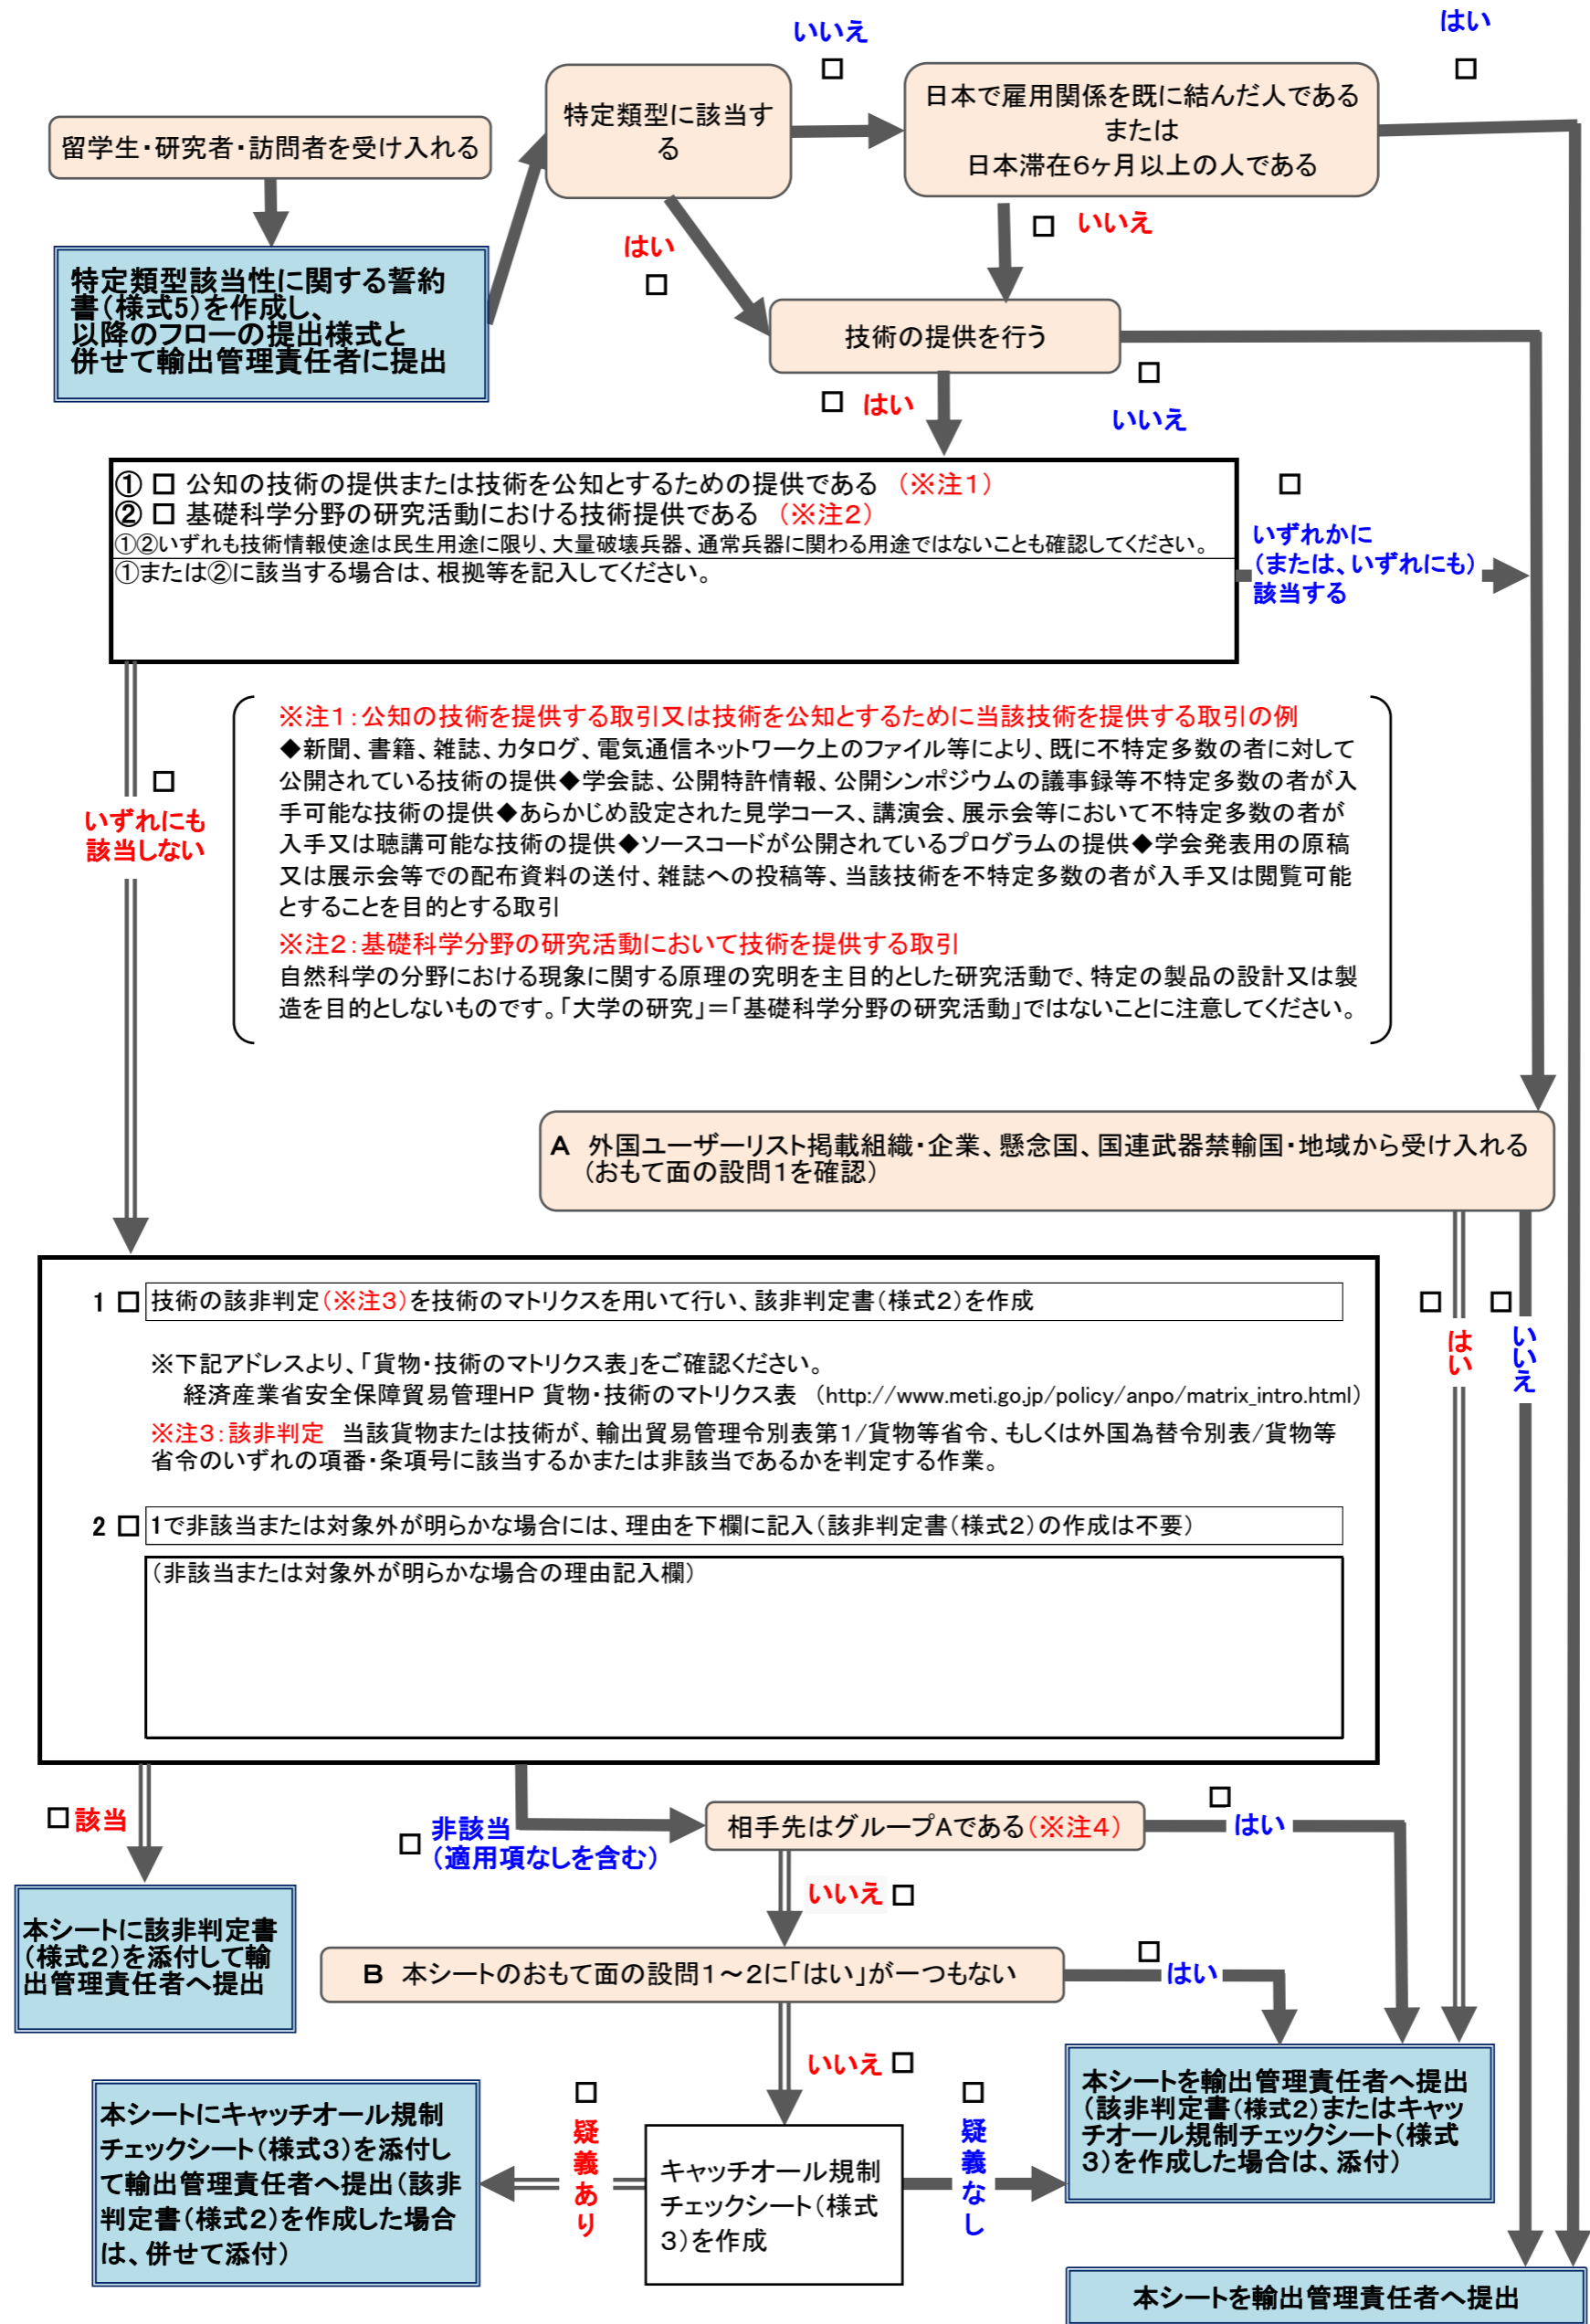 いいえ
はい
□
□
留学生・研究者・訪問者を受け入れる
特定類型に該当す
る
日本で雇用関係を既に結んだ人である
または
日本滞在6ヶ月以上の人である
□ いいえ
はい
□
特定類型該当性に関する誓約
書（様式5）を作成し、
以降のフローの提出様式と
併せて輸出管理責任者に提出
技術の提供を行う
□ はい
□
いいえ
① □ 公知の技術の提供または技術を公知とするための提供である （※注1）
② □ 基礎科学分野の研究活動における技術提供である （※注2）
①②いずれも技術情報使途は民生用途に限り、大量破壊兵器、通常兵器に関わる用途ではないことも確認してください。
①または②に該当する場合は、根拠等を記入してください。
□
いずれかに
（または、いずれにも）
該当する
□
いずれにも
該当しない
※注1：公知の技術を提供する取引又は技術を公知とするために当該技術を提供する取引の例
◆新聞、書籍、雑誌、カタログ、電気通信ネットワーク上のファイル等により、既に不特定多数の者に対して
公開されている技術の提供◆学会誌、公開特許情報、公開シンポジウムの議事録等不特定多数の者が入
手可能な技術の提供◆あらかじめ設定された見学コース、講演会、展示会等において不特定多数の者が
入手又は聴講可能な技術の提供◆ソースコードが公開されているプログラムの提供◆学会発表用の原稿
又は展示会等での配布資料の送付、雑誌への投稿等、当該技術を不特定多数の者が入手又は閲覧可能
とすることを目的とする取引
※注2：基礎科学分野の研究活動において技術を提供する取引
自然科学の分野における現象に関する原理の究明を主目的とした研究活動で、特定の製品の設計又は製
造を目的としないものです。「大学の研究」＝「基礎科学分野の研究活動」ではないことに注意してください。
A 外国ユーザーリスト掲載組織・企業、懸念国、国連武器禁輸国・地域から受け入れる
（おもて面の設問1を確認）
□ はい
□ いいえ
1 □ 技術の該非判定（※注3）を技術のマトリクスを用いて行い、該非判定書（様式2）を作成
※下記アドレスより、「貨物・技術のマトリクス表」をご確認ください。
経済産業省安全保障貿易管理HP 貨物・技術のマトリクス表 （http://www.meti.go.jp/policy/anpo/matrix_intro.html）
※注3：該非判定 当該貨物または技術が、輸出貿易管理令別表第1/貨物等省令、もしくは外国為替令別表/貨物等
省令のいずれの項番・条項号に該当するかまたは非該当であるかを判定する作業。
2 □ 1で非該当または対象外が明らかな場合には、理由を下欄に記入（該非判定書（様式2）の作成は不要）
（非該当または対象外が明らかな場合の理由記入欄）
□ 該当
□ 非該当
（適用項なしを含む）
相手先はグループAである（※注4）
□
はい
いいえ □
本シートに該非判定書
（様式2）を添付して輸
出管理責任者へ提出
B 本シートのおもて面の設問1～2に「はい」が一つもない
□
はい
いいえ □
本シートにキャッチオール規制
チェックシート（様式3）を添付し
て輸出管理責任者へ提出（該非
判定書（様式2）を作成した場合
は、併せて添付）
□
疑義あり
キャッチオール規制
チェックシート（様式
3）を作成
□
疑義なし
本シートを輸出管理責任者へ提出
（該非判定書（様式2）またはキャッ
チオール規制チェックシート（様式
3）を作成した場合は、添付）
本シートを輸出管理責任者へ提出